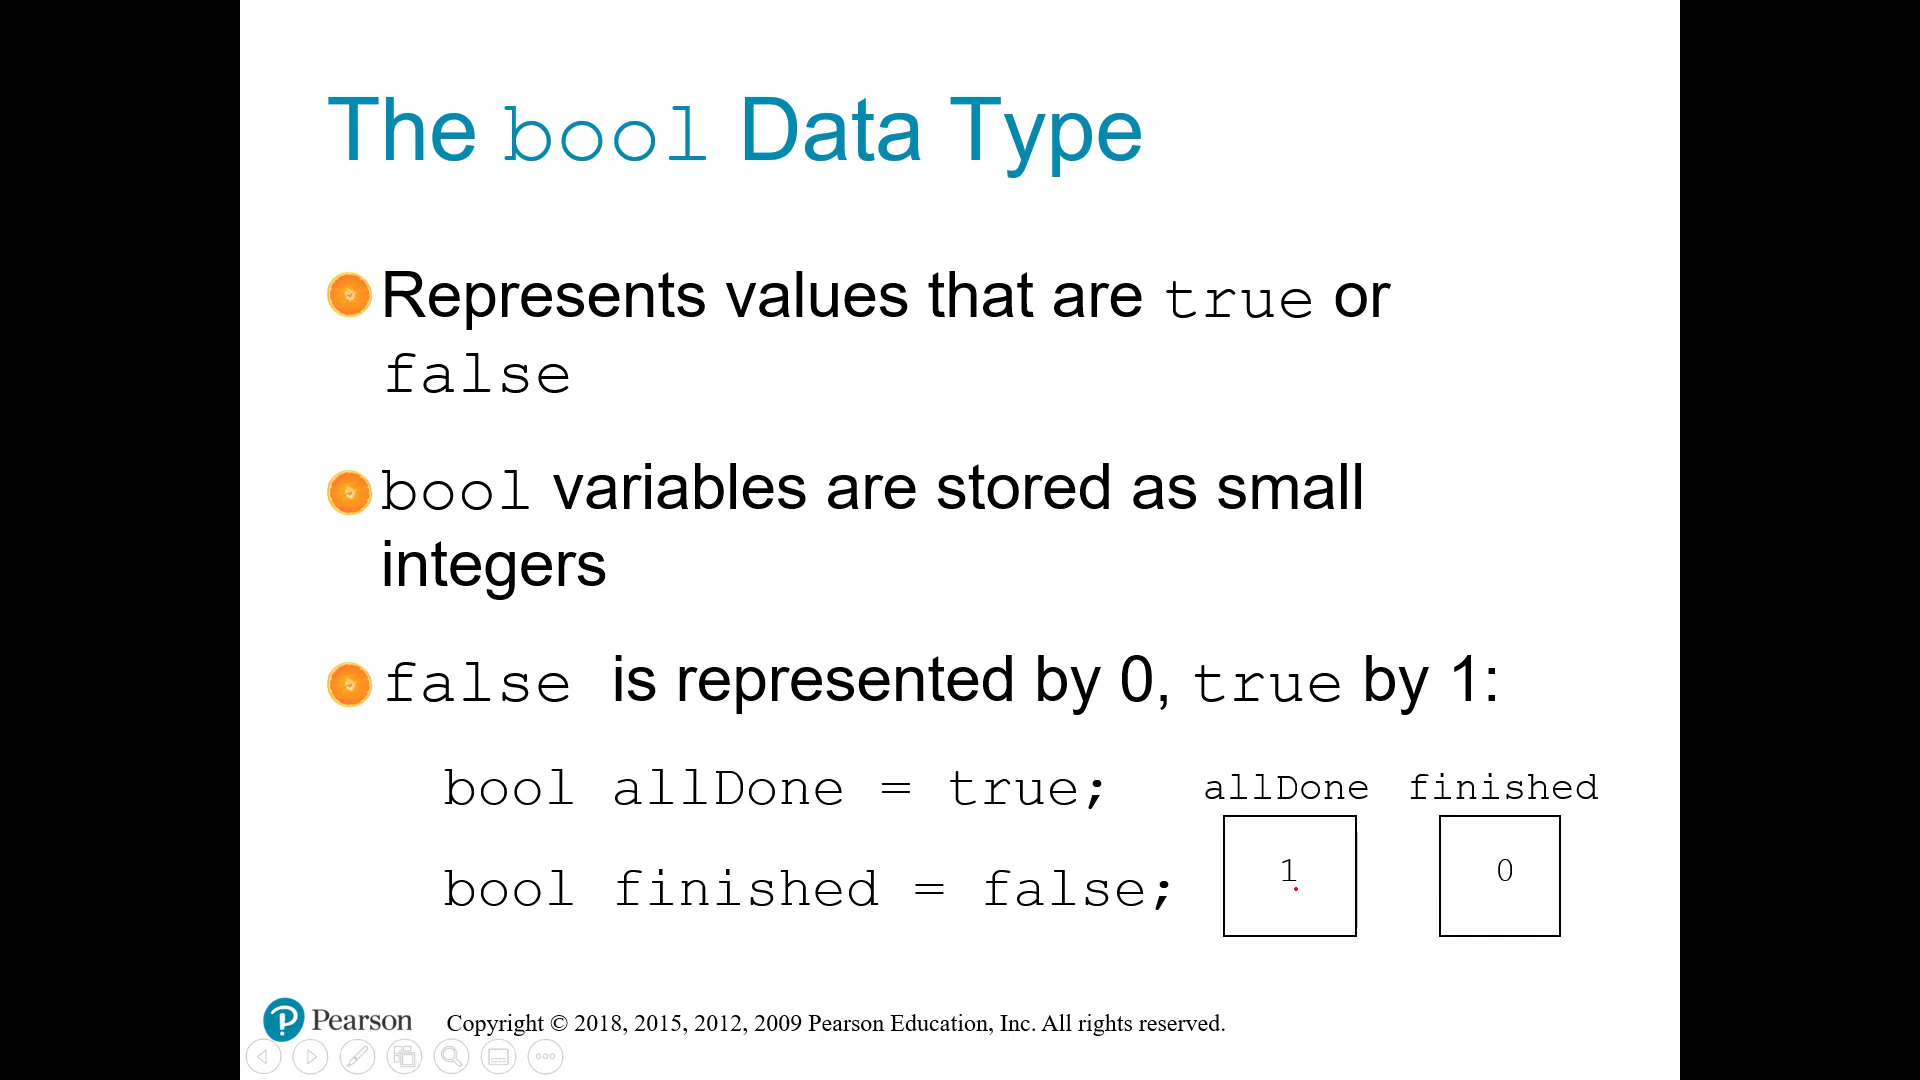 The bool Data Type
Represents values that are true or
false
bool variables are stored as small
integers
false is represented by 0, true by 1:
bool allDone = true;
bool finished = false;
allDone finished
1 0
Pearson
Copyright © 2018, 2015, 2012, 2009 Pearson Education, Inc. All rights reserved.